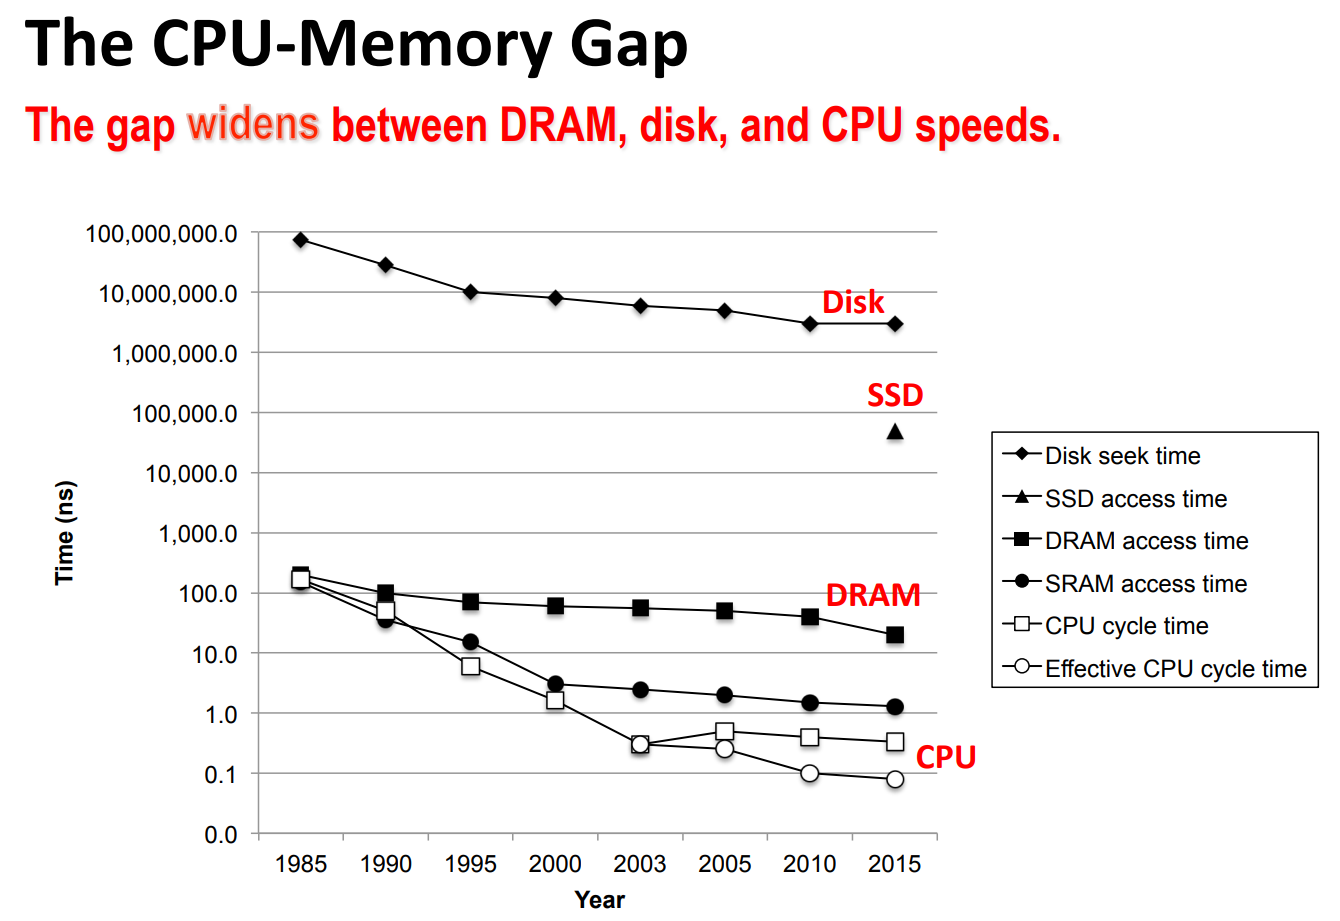 The CPU-Memory Gap
The gap widens between DRAM, disk, and CPU speeds.
100,000,000.0
10,000,000.0
1,000,000.0
100,000.0
10,000.0
1,000.0
100.0
10.0
1.0
0.1
0.0
Time (ns)
Disk
SSD
DRAM
CPU
1985 1990 1995 2000 2003 2005 2010 2015
Year
Disk seek time
SSD access time
DRAM access time
SRAM access time
CPU cycle time
Effective CPU cycle time